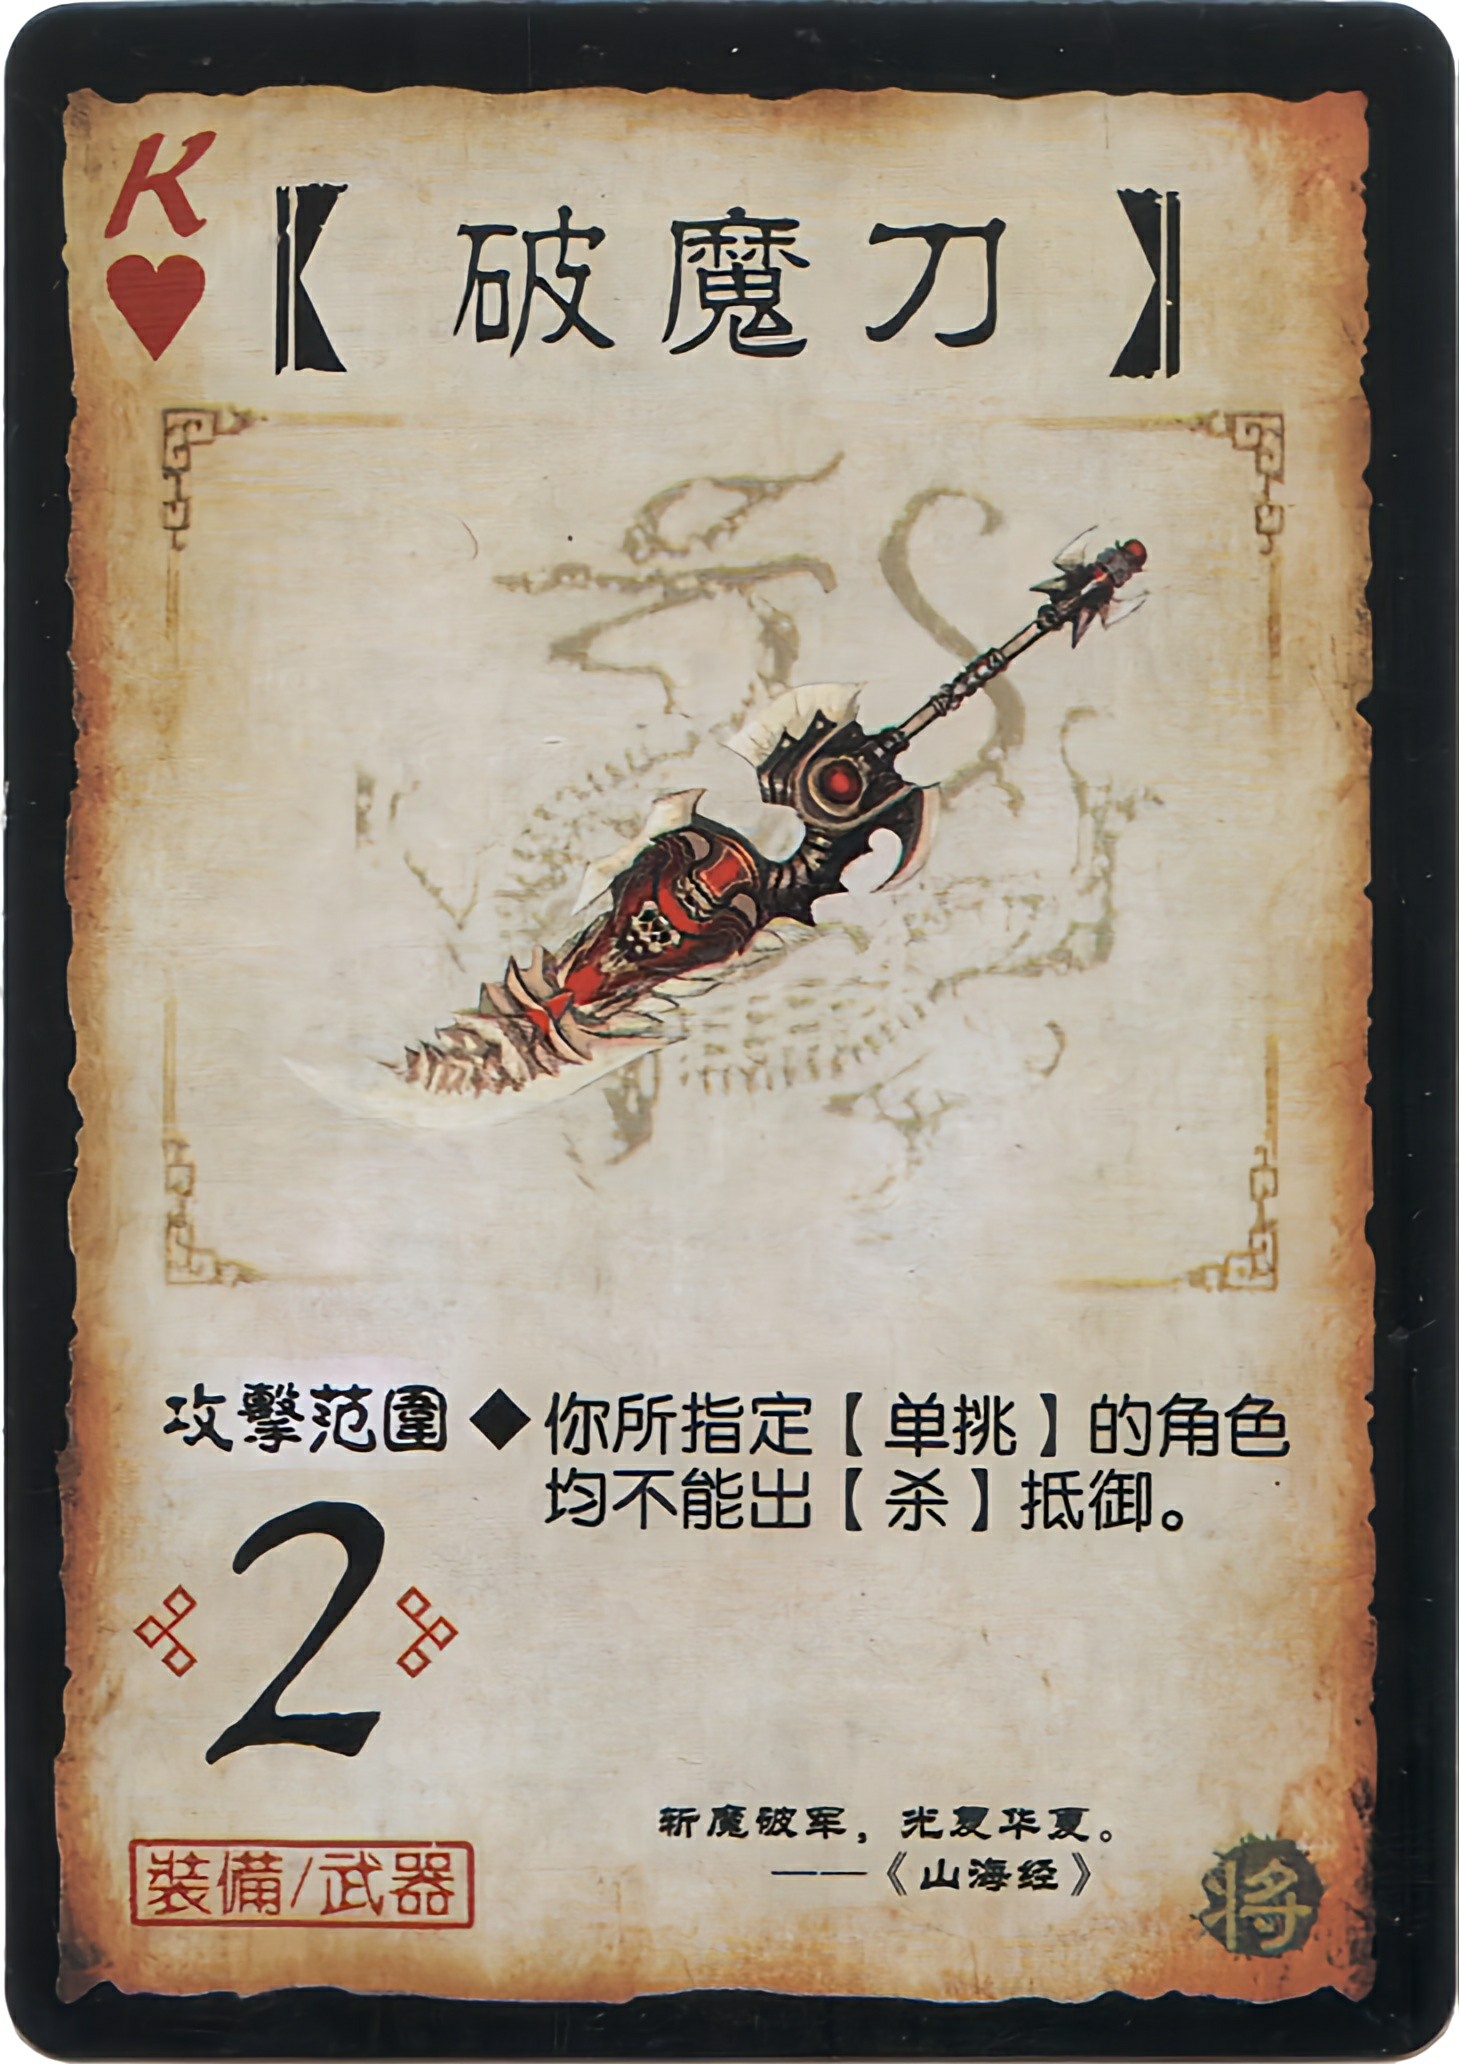 K
【破魔刀】
攻擊范圍
◆你所指定【单挑】的角色
均不能出【杀】抵御。
2
斩魔破军，光复华夏。
——《山海经》
裝備/武器
将